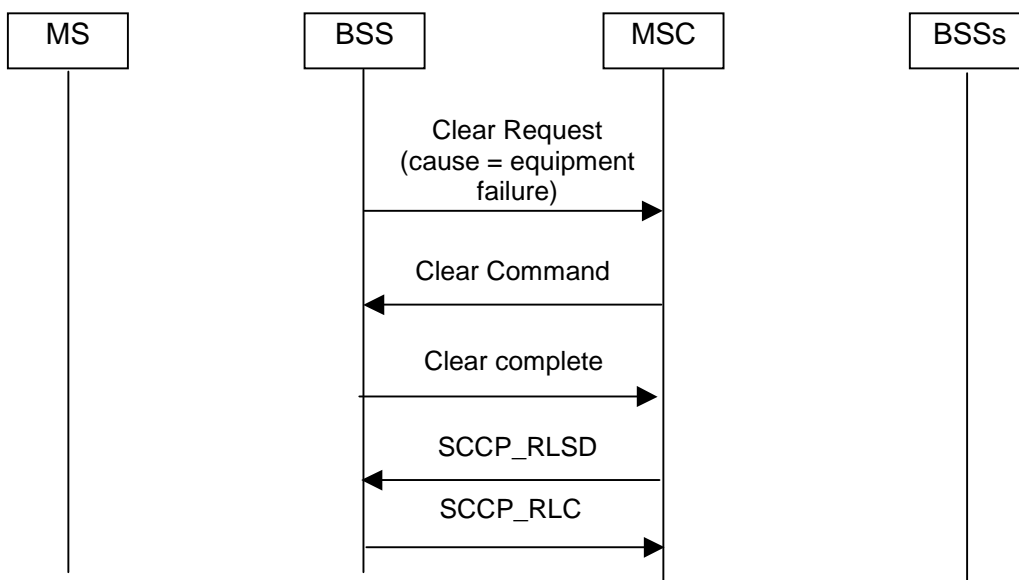 MS
BSS
MSC
BSSs
Clear Request
(cause = equipment
failure)
Clear Command
Clear complete
SCCP_RLSD
SCCP_RLC